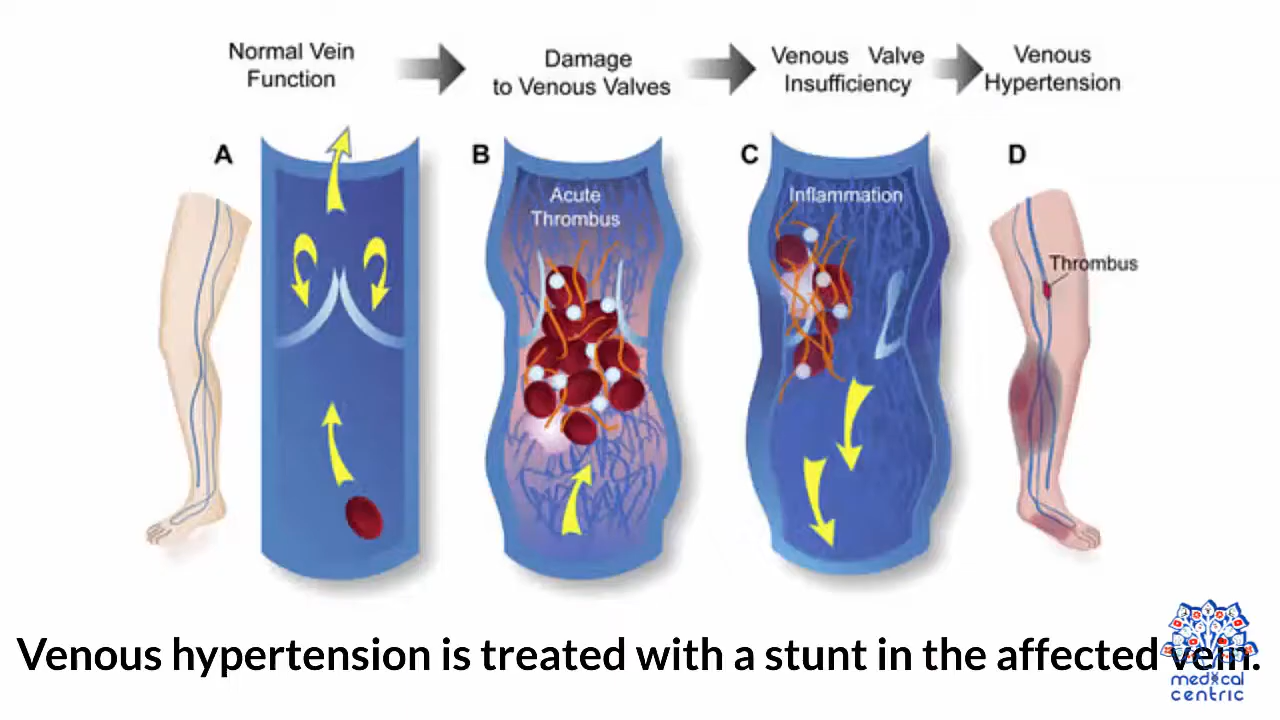 Normal Vein
Function
Damage
to Venous Valves
Venous Valve
Insufficiency
Venous
Hypertension
A
B
C
D
Acute
Thrombus
Inflammation
Thrombus
Venous hypertension is treated with a stunt in the affected vein.
medical
centric